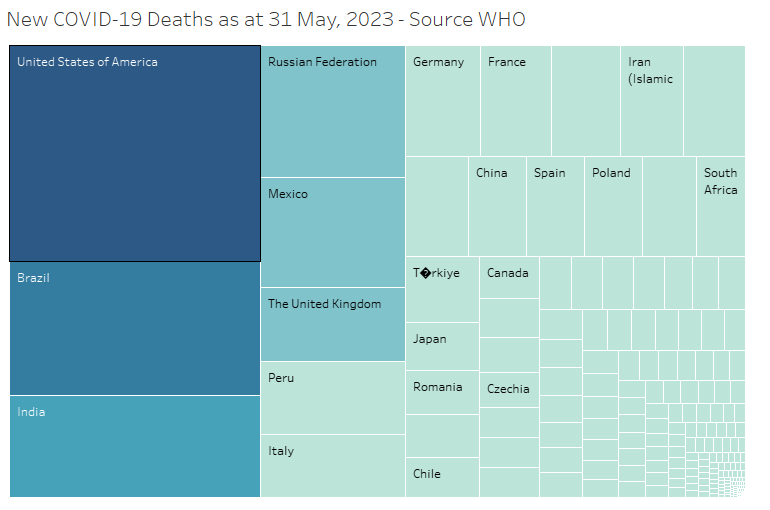 New COVID-19 Deaths as at 31 May, 2023 - Source WHO
United States of America
Russian Federation
Germany
France
Iran
(Islamic
Mexico
China
Spain
Poland
South
Africa
Brazil
The United Kingdom
T�rkiye
Canada
Japan
Peru
Romania
Czechia
India
Italy
Chile